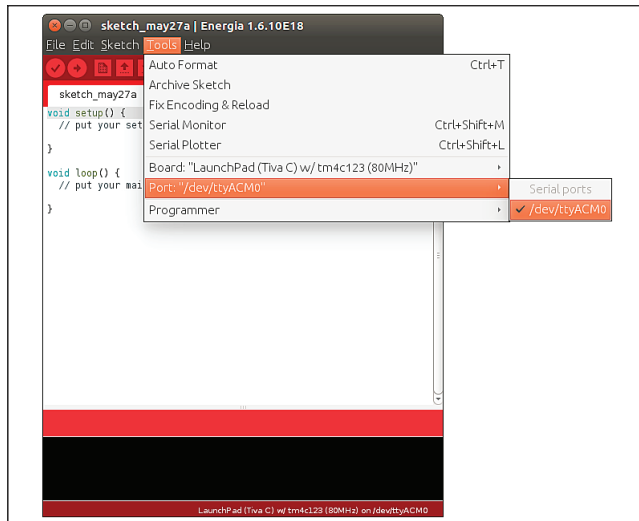 sketch_may27a | Energia 1.6.10E18
File Edit Sketch Tools Help
Auto Format Ctrl+T
Archive Sketch
sketch_may27a
Fix Encoding & Reload
void setup() {
// put your set
Serial Monitor Ctrl+Shift+M
Serial Plotter Ctrl+Shift+L
}
Board: "LaunchPad (Tiva C) w/ tm4c123 (80MHz)"
void loop() {
// put your mai
Port: "/dev/ttyACM0"
Serial ports
}
Programmer
/dev/ttyACM0
LaunchPad (Tiva C) w/ tm4c123 (80MHz) on /dev/ttyACM0